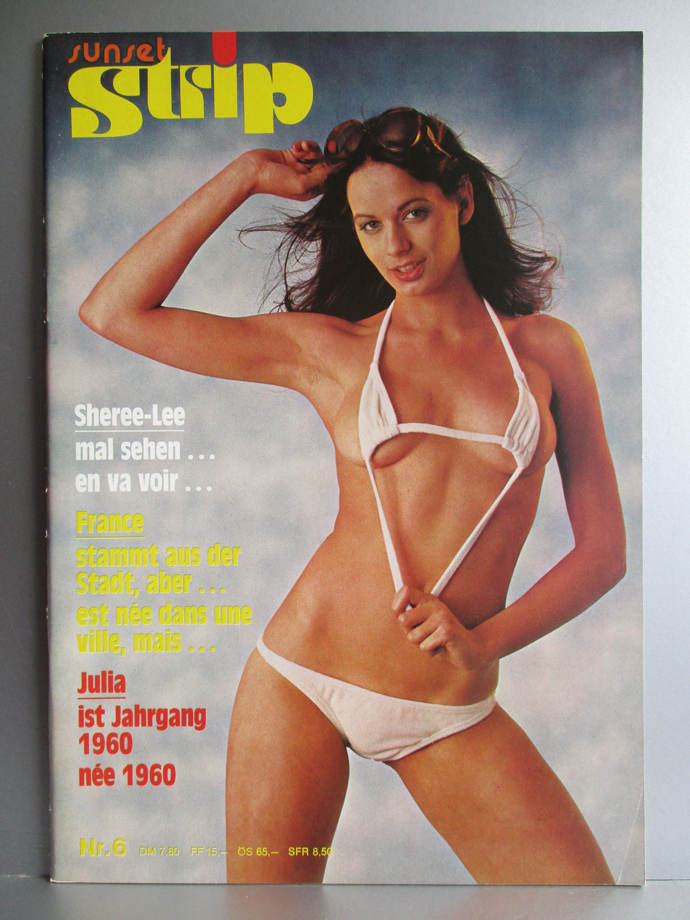 sunset
Strip
Sheree-Lee
mal sehen ...
en va voir ...
France
stammt aus der
Stadt, aber ...
est née dans une
ville, mais ...
Julia
ist Jahrgang
1960
née 1960
Nr.6 DM 7,80 FF 15,– ÖS 65,– SFR 8,50